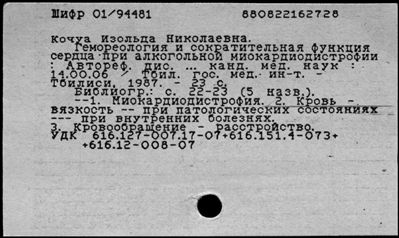 Шифр 01/94481 880822162728
Кочуа Изольда Николаевна.
Гемореология и сократительная функция
сердца при алкогольной миокардиодистрофии
: Автореф. дис. ... канд. мед. наук :
14.00.06 / Тбил. гос. мед. ин-т. -
Тбилиси, 1987. - 23 с.
Библиогр.: с. 22-23 (5 назв.).
--1. Миокардиодистрофия. 2. Кровь -
вязкость -- при патологических состояниях
--- при внутренних болезнях.
3. Кровообращение - расстройство.
УДК 616.127-007.17-07+616.151.4-073+
+616.12-008-07